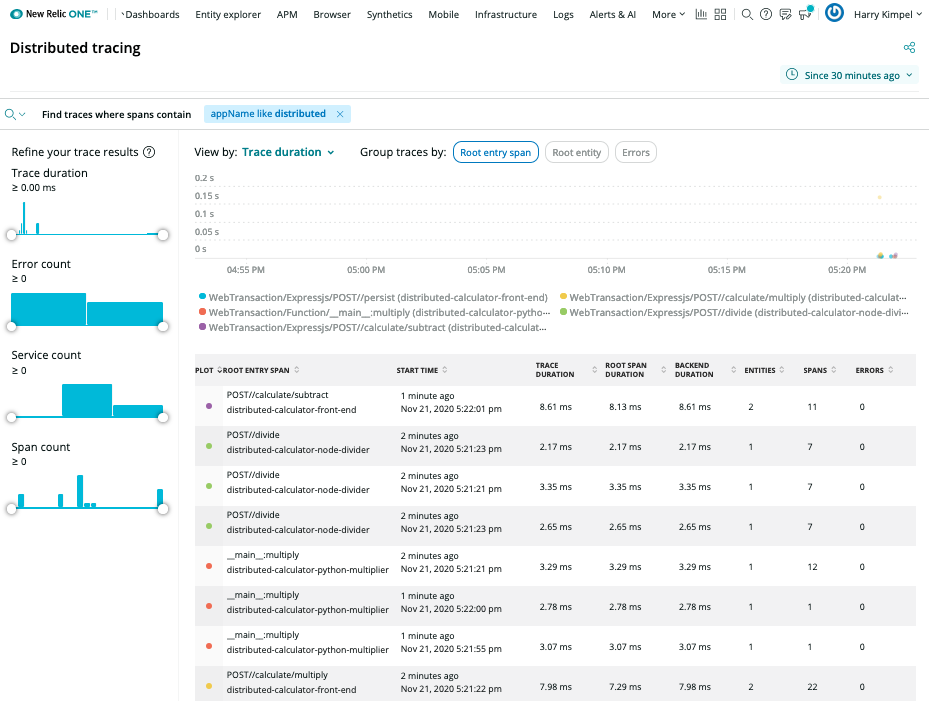 New Relic ONE™
Dashboards Entity explorer APM Browser Synthetics Mobile Infrastructure Logs Alerts & AI More Harry Kimpel
Distributed tracing
Since 30 minutes ago
Find traces where spans contain appName like distributed ×
Refine your trace results ?
Trace duration
≥ 0.00 ms
Error count
≥ 0
Service count
≥ 0
Span count
≥ 0
View by: Trace duration Group traces by: Root entry span Root entity Errors
0.2 s
0.15 s
0.1 s
0.05 s
0 s
04:55 PM 05:00 PM 05:05 PM 05:10 PM 05:15 PM 05:20 PM
WebTransaction/Expressjs/POST//persist (distributed-calculator-front-end) WebTransaction/Expressjs/POST//calculate/multiply (distributed-calculat...
WebTransaction/Function/__main__:multiply (distributed-calculator-pytho... WebTransaction/Expressjs/POST//divide (distributed-calculator-node-divi...
WebTransaction/Expressjs/POST//calculate/subtract (distributed-calculat...
PLOT ROOT ENTRY SPAN START TIME TRACE DURATION ROOT SPAN DURATION BACKEND DURATION ENTITIES SPANS ERRORS
POST//calculate/subtract 1 minute ago
distributed-calculator-front-end Nov 21, 2020 5:22:01 pm 8.61 ms 8.13 ms 8.61 ms 2 11 0
POST//divide 2 minutes ago
distributed-calculator-node-divider Nov 21, 2020 5:21:23 pm 2.17 ms 2.17 ms 2.17 ms 1 7 0
POST//divide 2 minutes ago
distributed-calculator-node-divider Nov 21, 2020 5:21:21 pm 3.35 ms 3.35 ms 3.35 ms 1 7 0
POST//divide 2 minutes ago
distributed-calculator-node-divider Nov 21, 2020 5:21:23 pm 2.65 ms 2.65 ms 2.65 ms 1 7 0
__main__:multiply 2 minutes ago
distributed-calculator-python-multiplier Nov 21, 2020 5:21:21 pm 3.29 ms 3.29 ms 3.29 ms 1 12 0
__main__:multiply 1 minute ago
distributed-calculator-python-multiplier Nov 21, 2020 5:22:00 pm 2.78 ms 2.78 ms 2.78 ms 1 1 0
__main__:multiply 1 minute ago
distributed-calculator-python-multiplier Nov 21, 2020 5:21:55 pm 3.07 ms 3.07 ms 3.07 ms 1 1 0
POST//calculate/multiply 2 minutes ago
distributed-calculator-front-end Nov 21, 2020 5:21:22 pm 7.98 ms 7.29 ms 7.98 ms 2 22 0